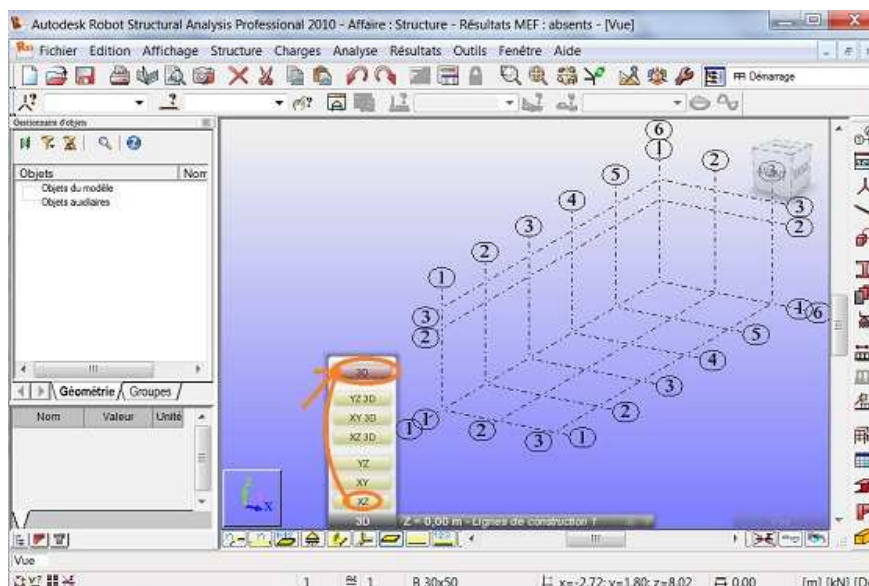 Autodesk Robot Structural Analysis Professional 2010 - Affaire : Structure - Résultats MEF : absents - [Vue]
Fichier Edition Affichage Structure Charges Analyse Résultats Outils Fenêtre Aide
Démarrage
Gestionnaire d'objets
Objets Nom
Objets du modèle
Objets auxiliaires
Géométrie Groupes
Nom Valeur Unité
6
1 2
5
4
3
2
1
3
2
3
2
1 6
5
4
3
2
1
1 1 2 3
3D
YZ 3D
XY 3D
XZ 3D
YZ
XY
XZ
3D Z = 0,00 m - Lignes de construction 1
X
Vue
1 1 B 30x50 x=-2.72; y=1.80; z=8.02 0.00 [m] [kN] [D